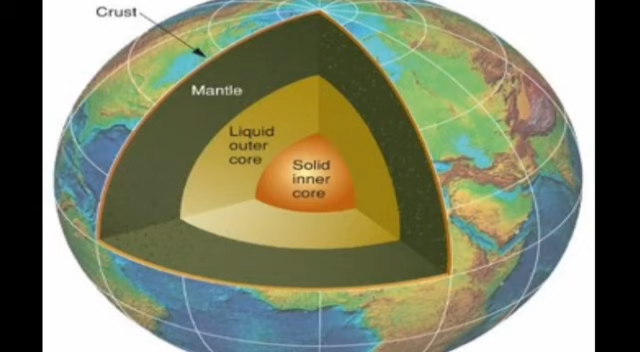 Crust
Mantle
Liquid
outer
core
Solid
inner
core